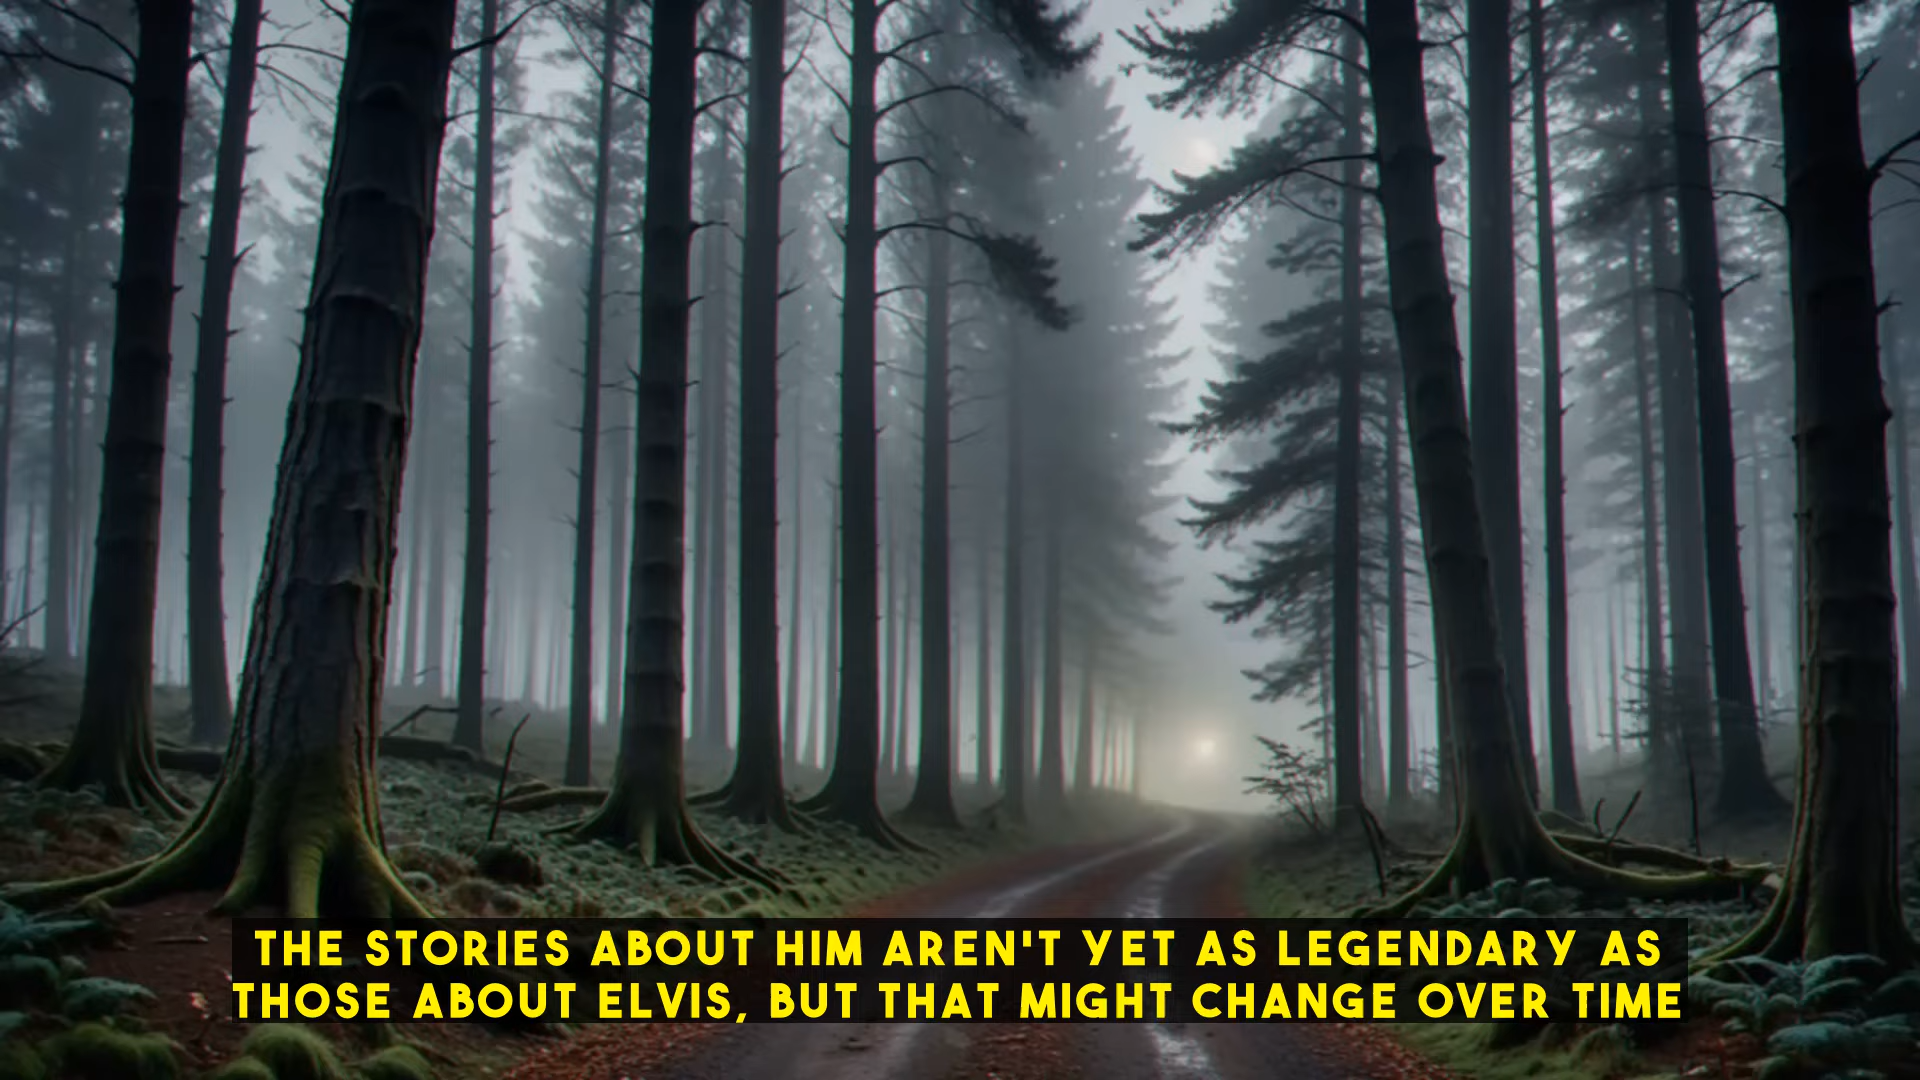 THE STORIES ABOUT HIM AREN'T YET AS LEGENDARY AS
THOSE ABOUT ELVIS, BUT THAT MIGHT CHANGE OVER TIME